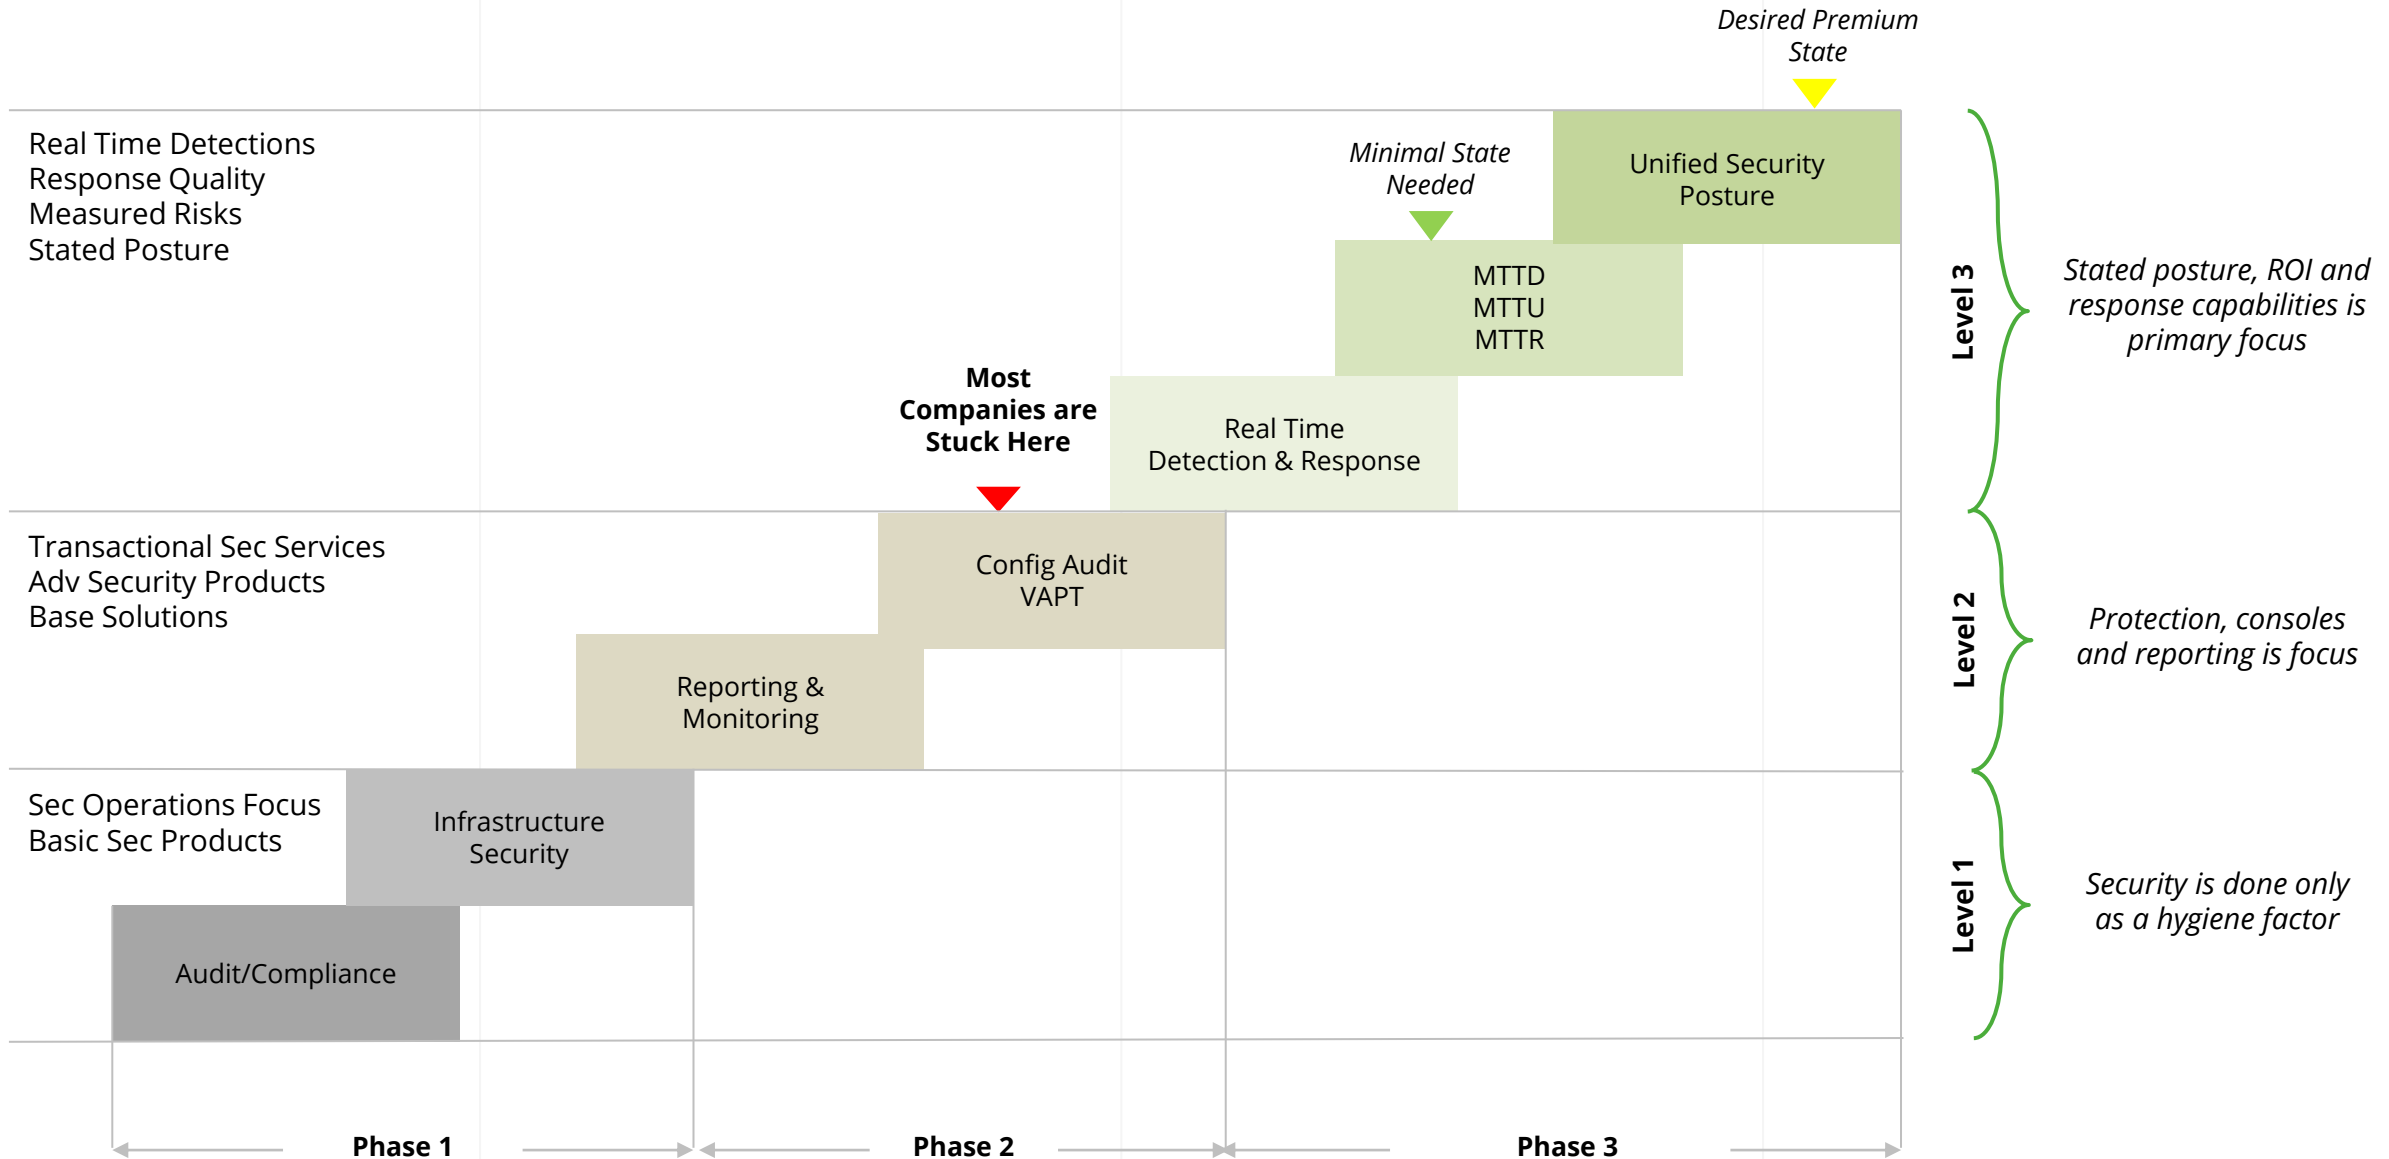 Desired Premium
State
Real Time Detections
Response Quality
Measured Risks
Stated Posture
Minimal State
Needed
Unified Security
Posture
MTTD
MTTU
MTTR
Most
Companies are
Stuck Here
Real Time
Detection & Response
Level 3
Stated posture, ROI and
response capabilities is
primary focus
Transactional Sec Services
Adv Security Products
Base Solutions
Config Audit
VAPT
Reporting &
Monitoring
Level 2
Protection, consoles
and reporting is focus
Sec Operations Focus
Basic Sec Products
Infrastructure
Security
Audit/Compliance
Level 1
Security is done only
as a hygiene factor
Phase 1
Phase 2
Phase 3